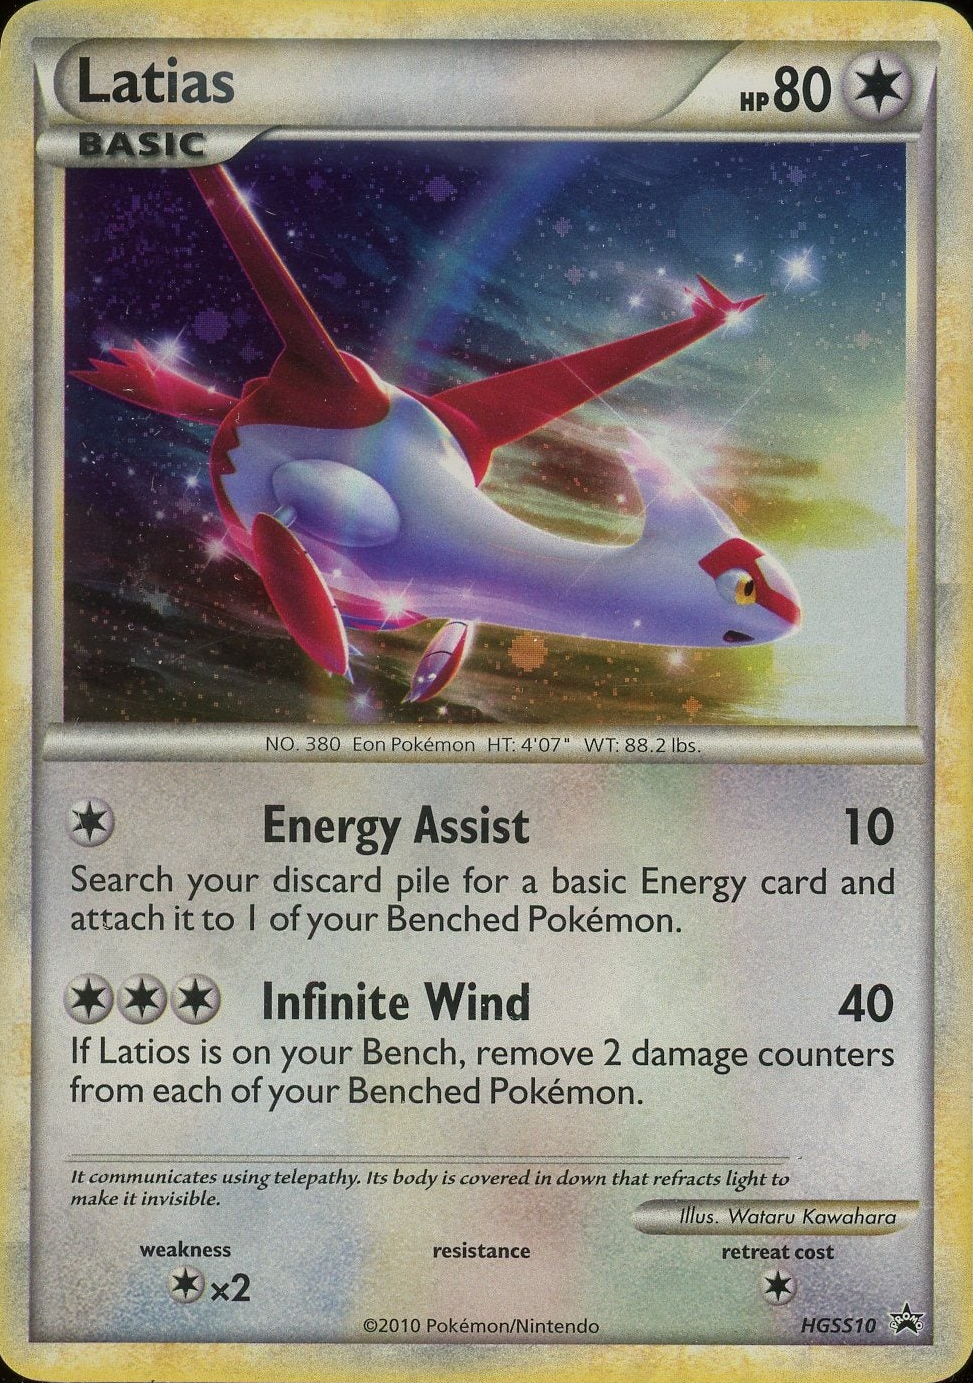 Latias
HP 80
BASIC
NO. 380 Eon Pokémon HT: 4'07" WT: 88.2 lbs.
Energy Assist 10
Search your discard pile for a basic Energy card and
attach it to 1 of your Benched Pokémon.
Infinite Wind 40
If Latios is on your Bench, remove 2 damage counters
from each of your Benched Pokémon.
It communicates using telepathy. Its body is covered in down that refracts light to
make it invisible.
Illus. Wataru Kawahara
weakness resistance retreat cost
×2
©2010 Pokémon/Nintendo HGSS10 PROMO